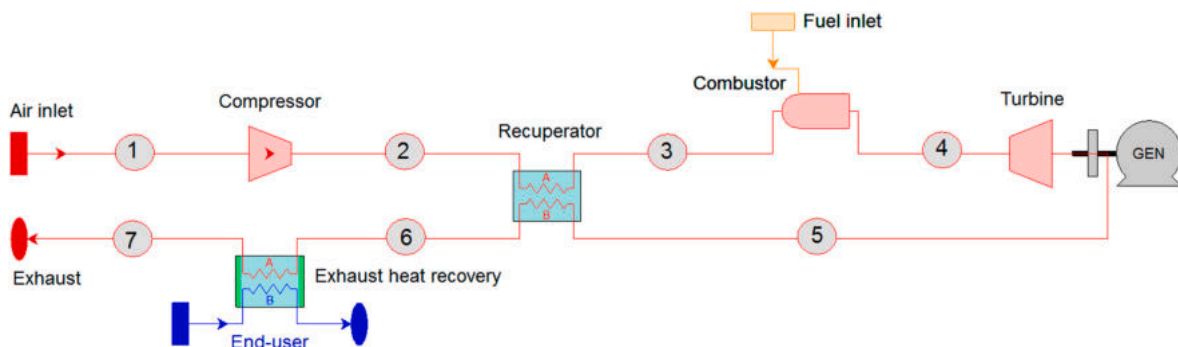 Fuel inlet
Combustor
Compressor
Turbine
Air inlet
Recuperator
1
2
3
4
GEN
A
B
7
6
5
Exhaust
A
B
Exhaust heat recovery
End-user